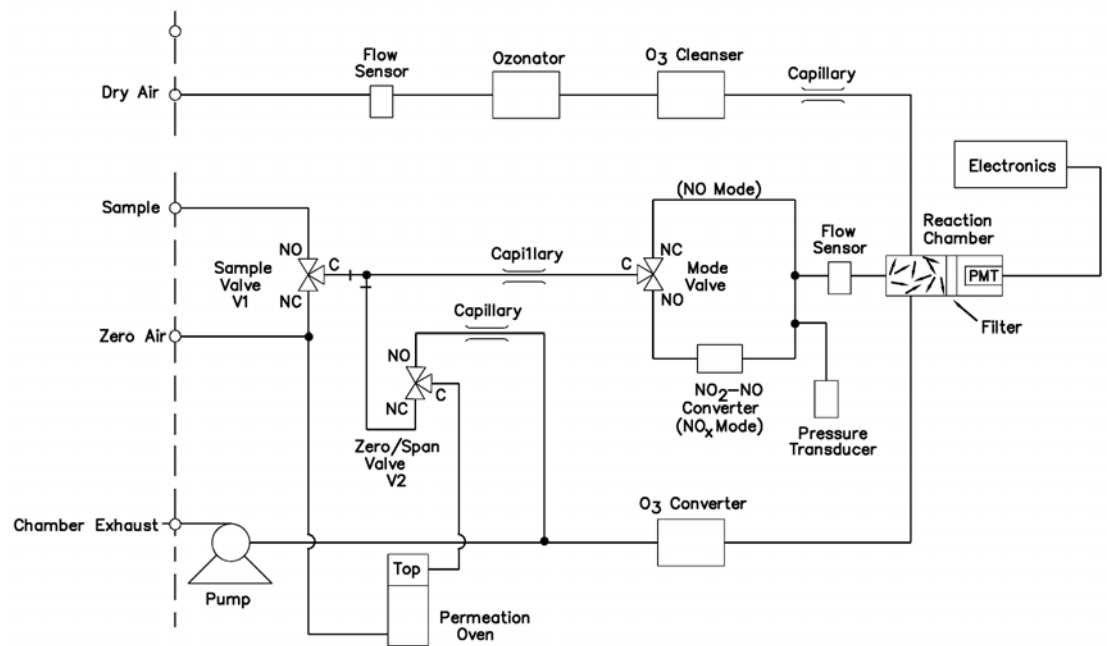 Flow
Sensor
Ozonator
O3 Cleanser
Capillary
Dry Air
Electronics
Sample
(NO Mode)
Flow
Sensor
Reaction
Chamber
NO
Sample
Valve
V1
C
NC
Capi1lary
C
NC
Mode
Valve
NO
PMT
Filter
Zero Air
Capillary
NO
C
NC
Zero/Span
Valve
V2
NO2-NO
Converter
(NOx Mode)
Pressure
Transducer
Chamber Exhaust
O3 Converter
Pump
Top
Permeation
Oven